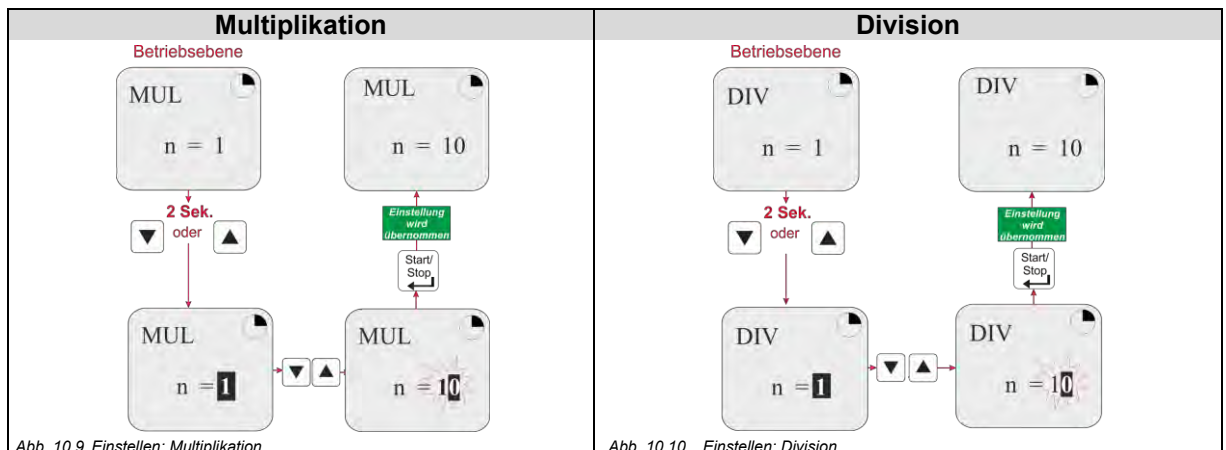 Multiplikation
Betriebsebene
MUL
n = 1
2 Sek.
oder
MUL
n = 1
MUL
n = 10
Start/
Stop
Einstellung
wird
übernommen
MUL
n = 10
Abb. 10.9 Einstellen: Multiplikation
Division
Betriebsebene
DIV
n = 1
2 Sek.
oder
DIV
n = 1
DIV
n = 10
Start/
Stop
Einstellung
wird
übernommen
DIV
n = 10
Abb. 10.10 Einstellen: Division